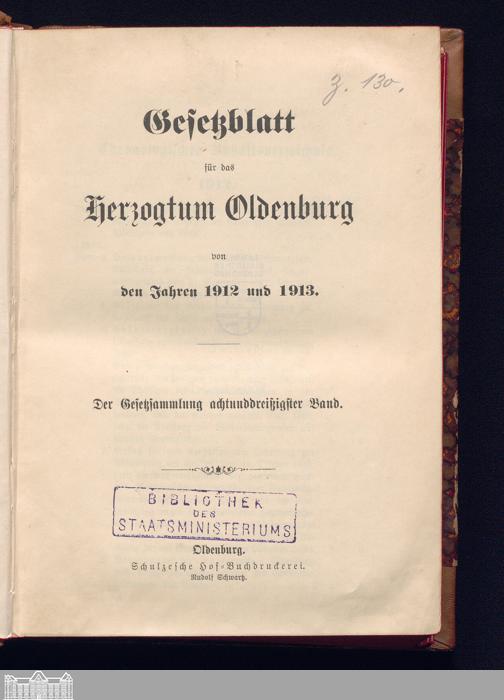 Z. 130.
Gesetzblatt
für das
Herzogtum Oldenburg
von
den Jahren 1912 und 1913.
Der Gesetzsammlung achtunddreißigster Band.
BIBLIOTHEK
DES
STAATSMINISTERIUMS
Oldenburg.
Schulzesche Hof-Buchdruckerei.
Rudolf Schwartz.